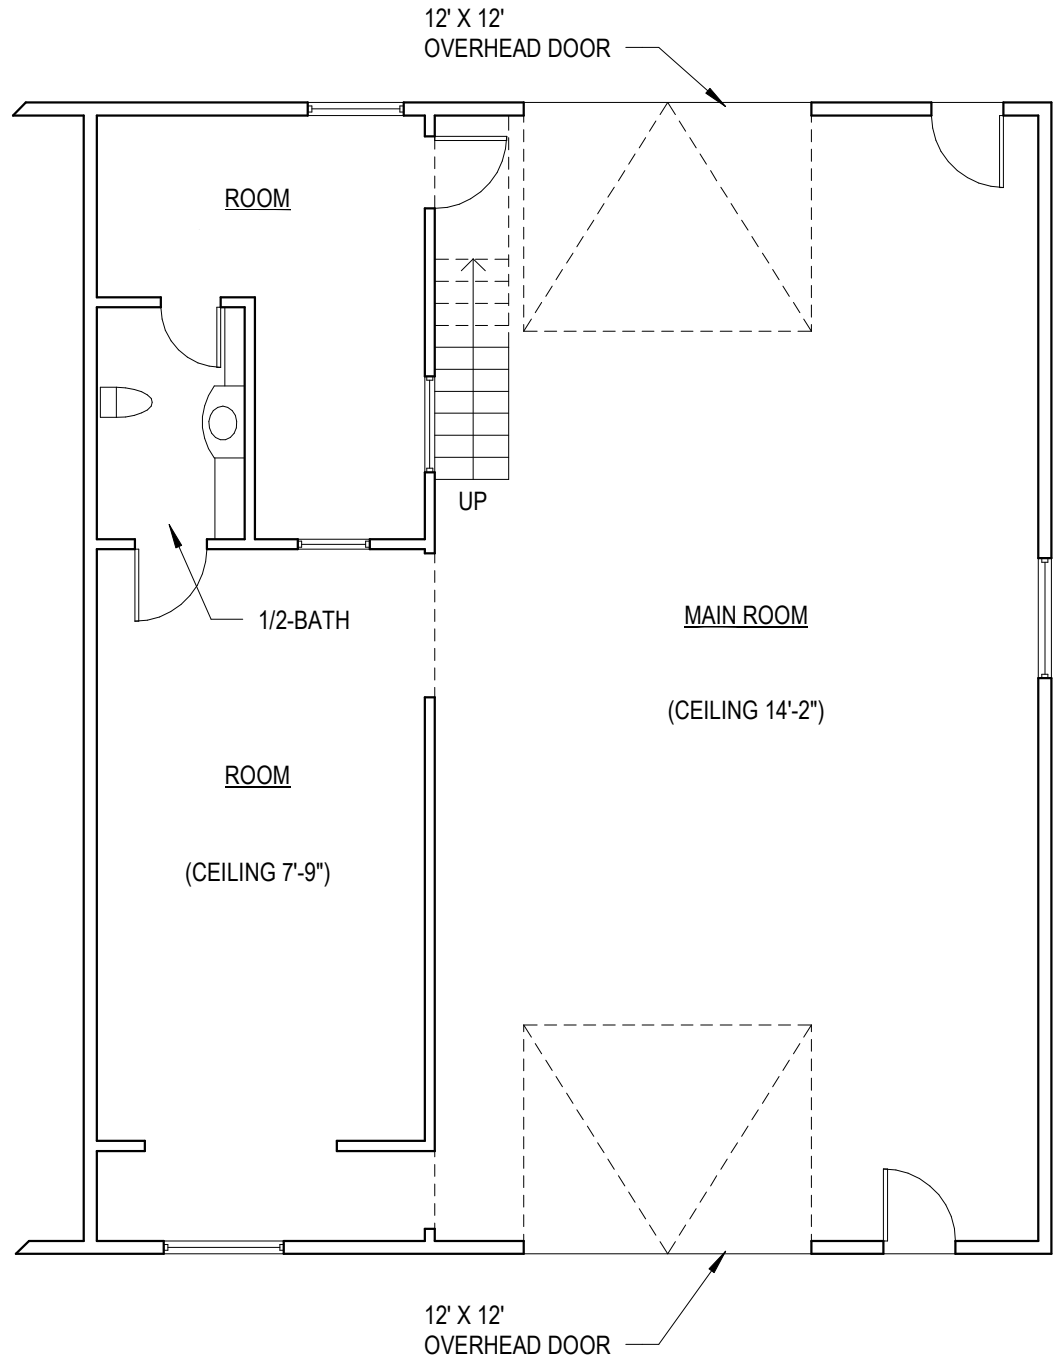 12' X 12'
OVERHEAD DOOR
ROOM
UP
1/2-BATH
MAIN ROOM
(CEILING 14'-2")
ROOM
(CEILING 7'-9")
12' X 12'
OVERHEAD DOOR